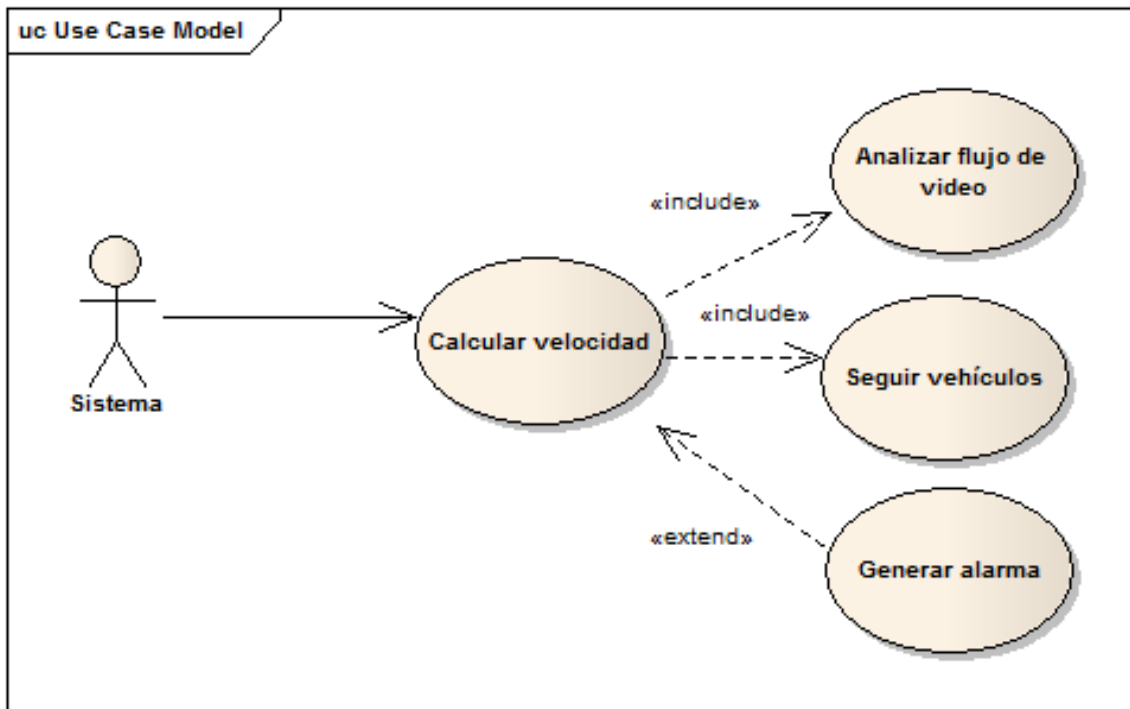 uc Use Case Model
Analizar flujo de
video
«include»
«include»
Calcular velocidad
Seguir vehículos
Sistema
«extend»
Generar alarma